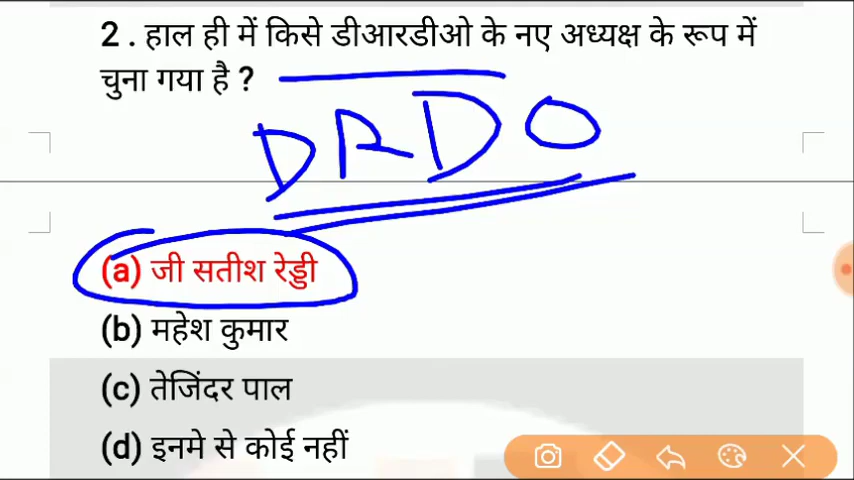 2 . हाल ही में किसे डीआरडीओ के नए अध्यक्ष के रूप में
चुना गया है ?
DRDO
(a) जी सतीश रेड्डी
(b) महेश कुमार
(c) तेजिंदर पाल
(d) इनमे से कोई नहीं